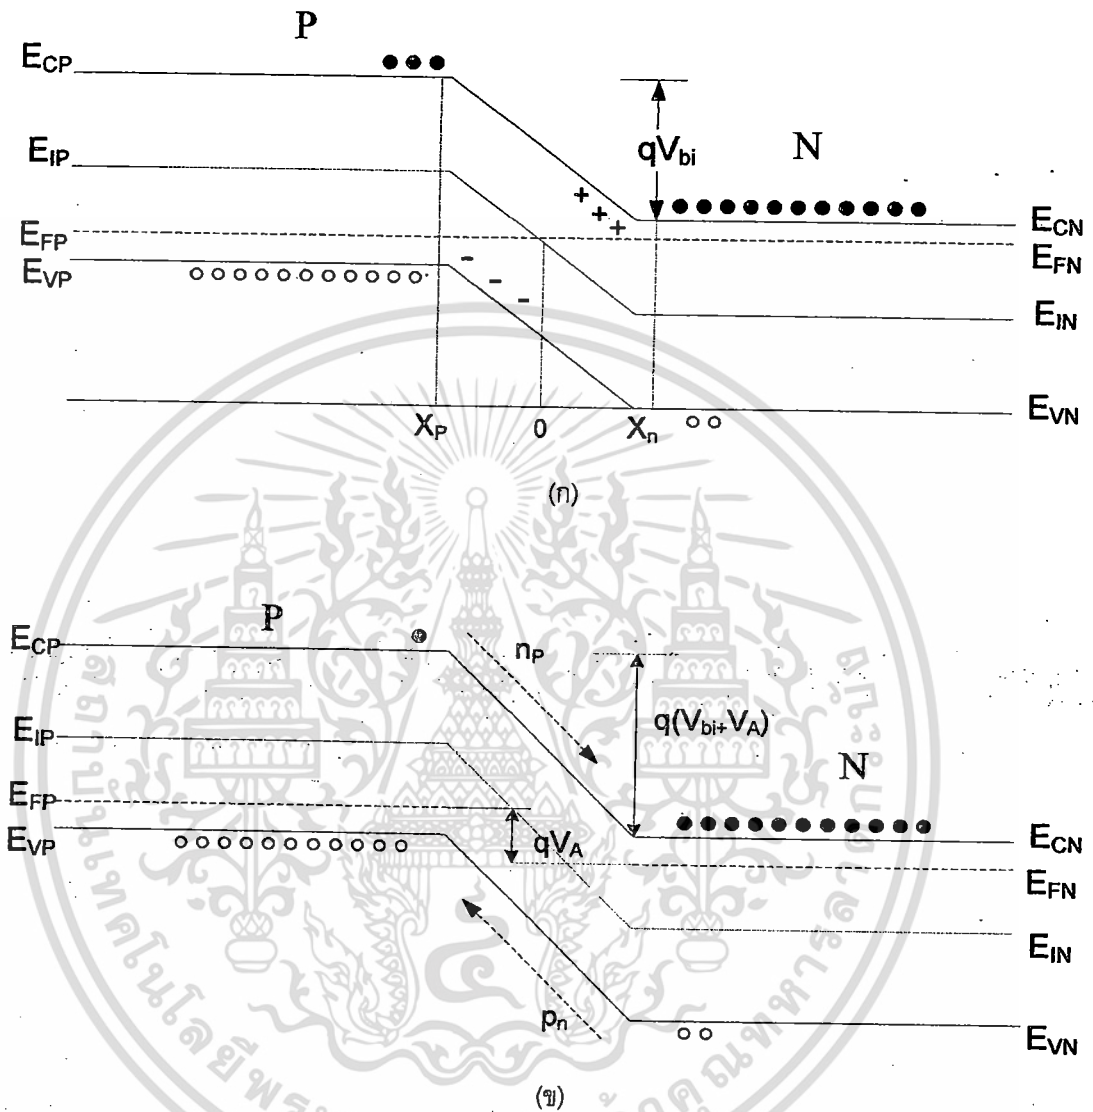 P
E_CP
qV_bi
N
E_IP
E_CN
E_FP
E_FN
E_VP
E_IN
E_VN
X_P 0 X_n
(ก)
P
E_CP
n_P
q(V_bi+V_A)
E_IP
N
E_FP
qV_A
E_VP
E_CN
E_FN
E_IN
p_n
E_VN
(ข)